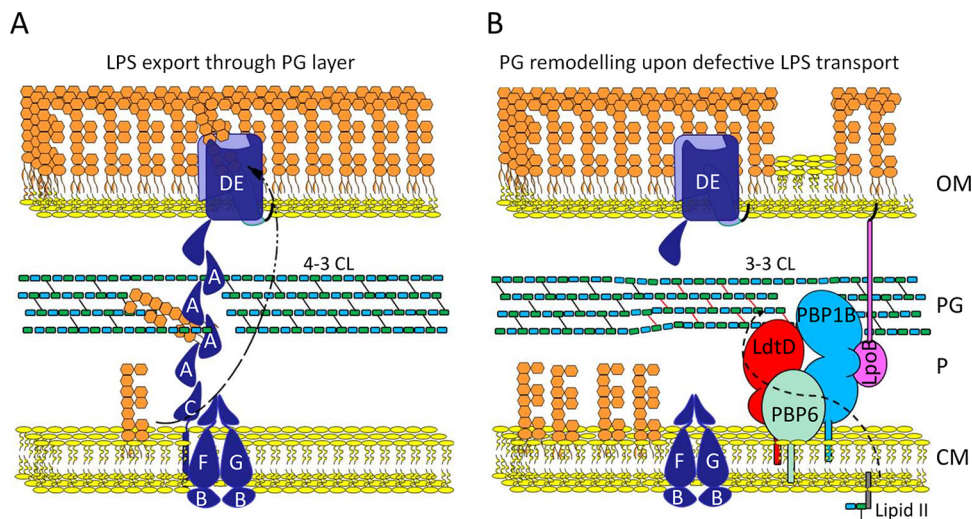 A
LPS export through PG layer
DE
4-3 CL
A
A
A
A
C
F
G
B
B
B
PG remodelling upon defective LPS transport
DE
OM
3-3 CL
PG
PBP1B
LdtD
LpoB
P
PBP6
F
G
CM
B
B
Lipid II